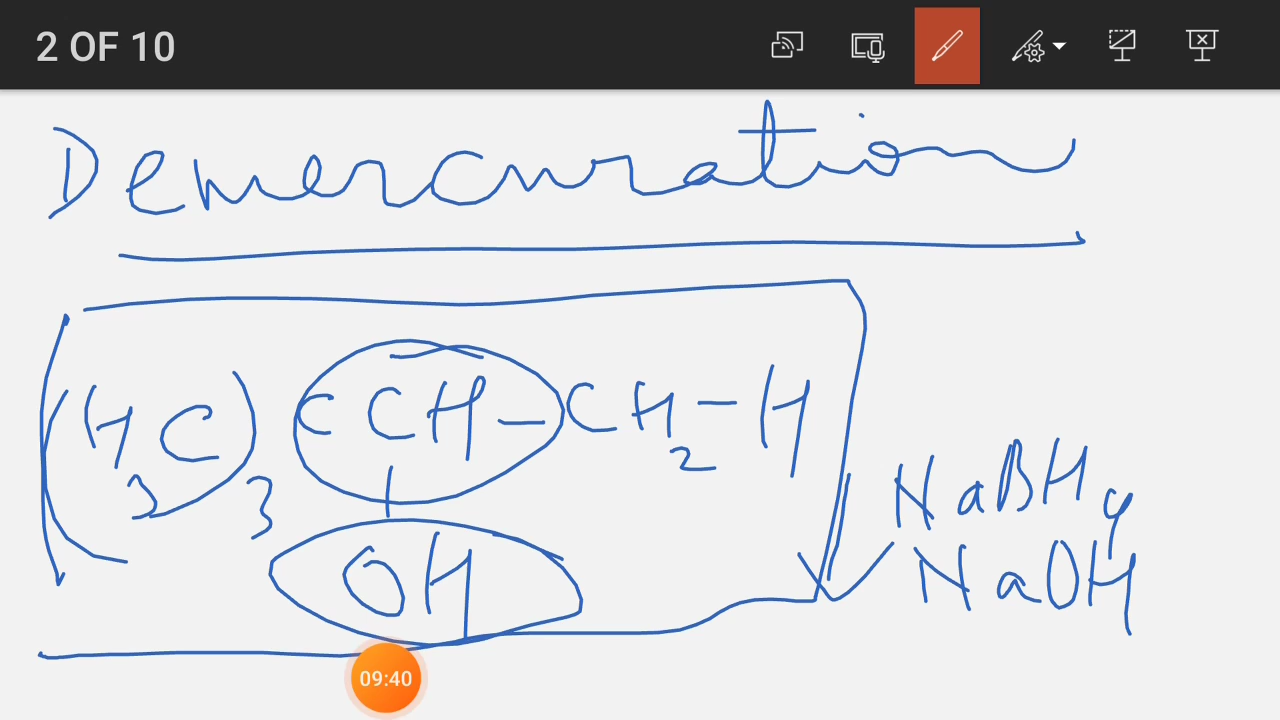 2 OF 10
Demercuration
(H3C)3 CCH-CH2-H
OH
NaBH4
NaOH
09:40